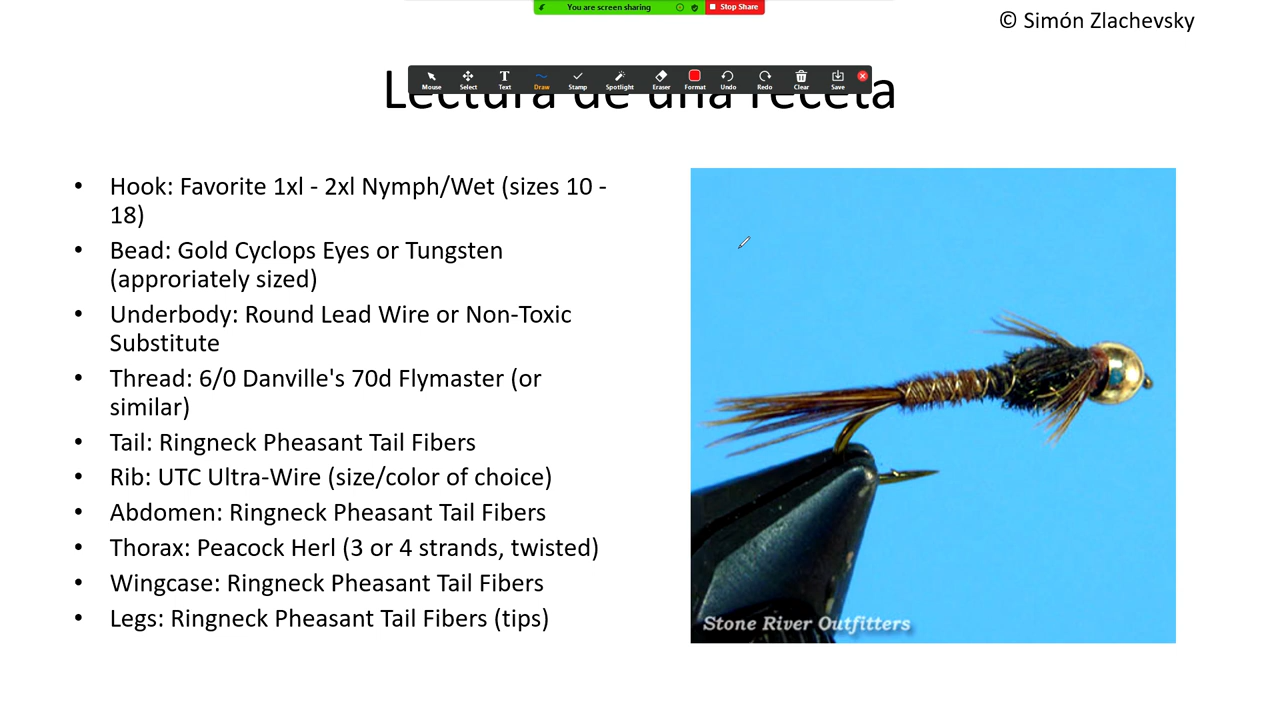 You are screen sharing
Stop Share
© Simón Zlachevsky
Mouse
Select
Text
Draw
Stamp
Spotlight
Eraser
Format
Undo
Redo
Clear
Save
Lectura de una receta
• Hook: Favorite 1xl - 2xl Nymph/Wet (sizes 10 -
18)
• Bead: Gold Cyclops Eyes or Tungsten
(approriately sized)
• Underbody: Round Lead Wire or Non-Toxic
Substitute
• Thread: 6/0 Danville's 70d Flymaster (or
similar)
• Tail: Ringneck Pheasant Tail Fibers
• Rib: UTC Ultra-Wire (size/color of choice)
• Abdomen: Ringneck Pheasant Tail Fibers
• Thorax: Peacock Herl (3 or 4 strands, twisted)
• Wingcase: Ringneck Pheasant Tail Fibers
• Legs: Ringneck Pheasant Tail Fibers (tips)
Stone River Outfitters